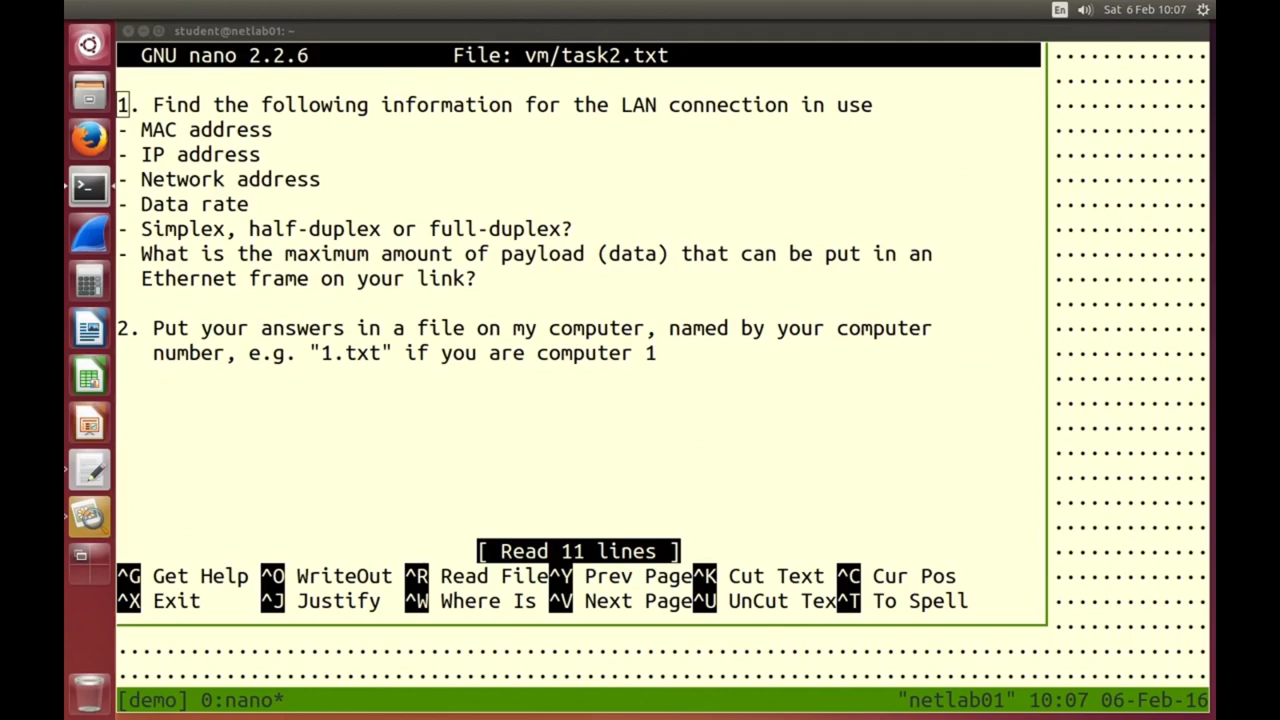 En Sat 6 Feb 10:07
student@netlab01: ~
GNU nano 2.2.6 File: vm/task2.txt
1. Find the following information for the LAN connection in use
- MAC address
- IP address
- Network address
- Data rate
- Simplex, half-duplex or full-duplex?
- What is the maximum amount of payload (data) that can be put in an
Ethernet frame on your link?
2. Put your answers in a file on my computer, named by your computer
number, e.g. "1.txt" if you are computer 1
[ Read 11 lines ]
^G Get Help ^O WriteOut ^R Read File ^Y Prev Page ^K Cut Text ^C Cur Pos
^X Exit ^J Justify ^W Where Is ^V Next Page ^U UnCut Tex ^T To Spell
[demo] 0:nano* "netlab01" 10:07 06-Feb-16